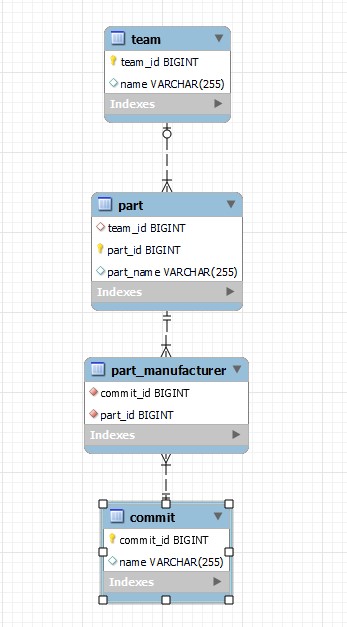 team
team_id BIGINT
name VARCHAR(255)
Indexes
part
team_id BIGINT
part_id BIGINT
part_name VARCHAR(255)
Indexes
part_manufacturer
commit_id BIGINT
part_id BIGINT
Indexes
commit
commit_id BIGINT
name VARCHAR(255)
Indexes